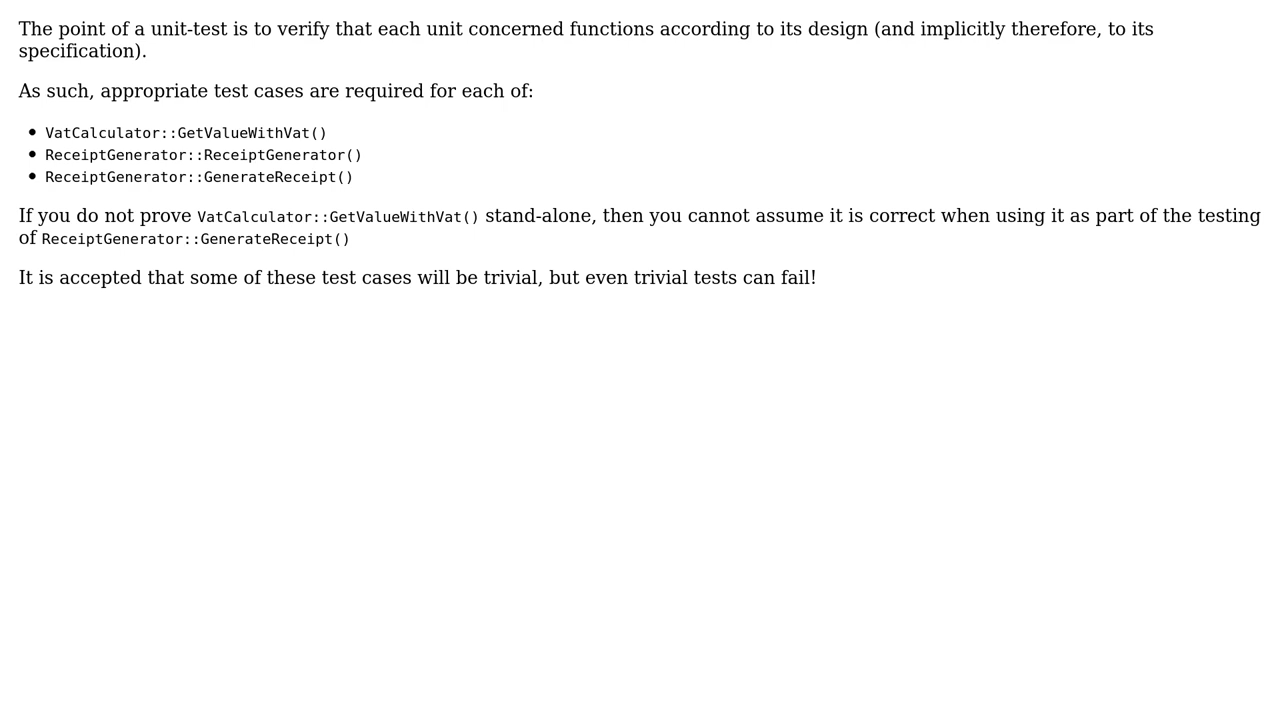 The point of a unit-test is to verify that each unit concerned functions according to its design (and implicitly therefore, to its
specification).
As such, appropriate test cases are required for each of:
• VatCalculator::GetValueWithVat()
• ReceiptGenerator::ReceiptGenerator()
• ReceiptGenerator::GenerateReceipt()
If you do not prove VatCalculator::GetValueWithVat() stand-alone, then you cannot assume it is correct when using it as part of the testing
of ReceiptGenerator::GenerateReceipt()
It is accepted that some of these test cases will be trivial, but even trivial tests can fail!